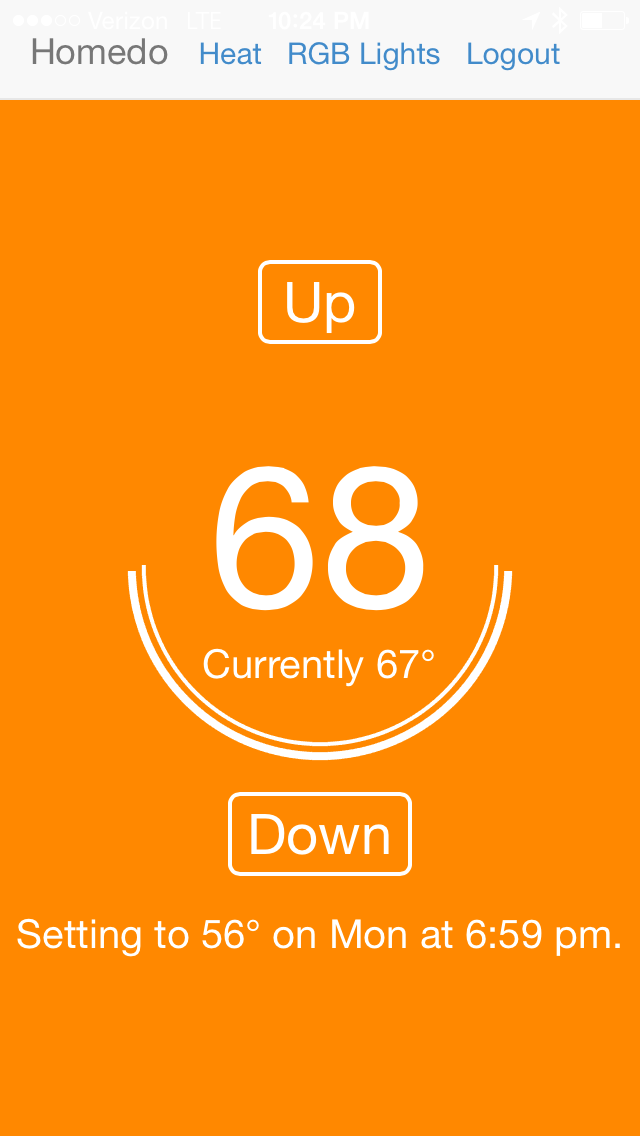 Verizon LTE 10:24 PM
Homedo Heat RGB Lights Logout
Up
68
Currently 67°
Down
Setting to 56° on Mon at 6:59 pm.